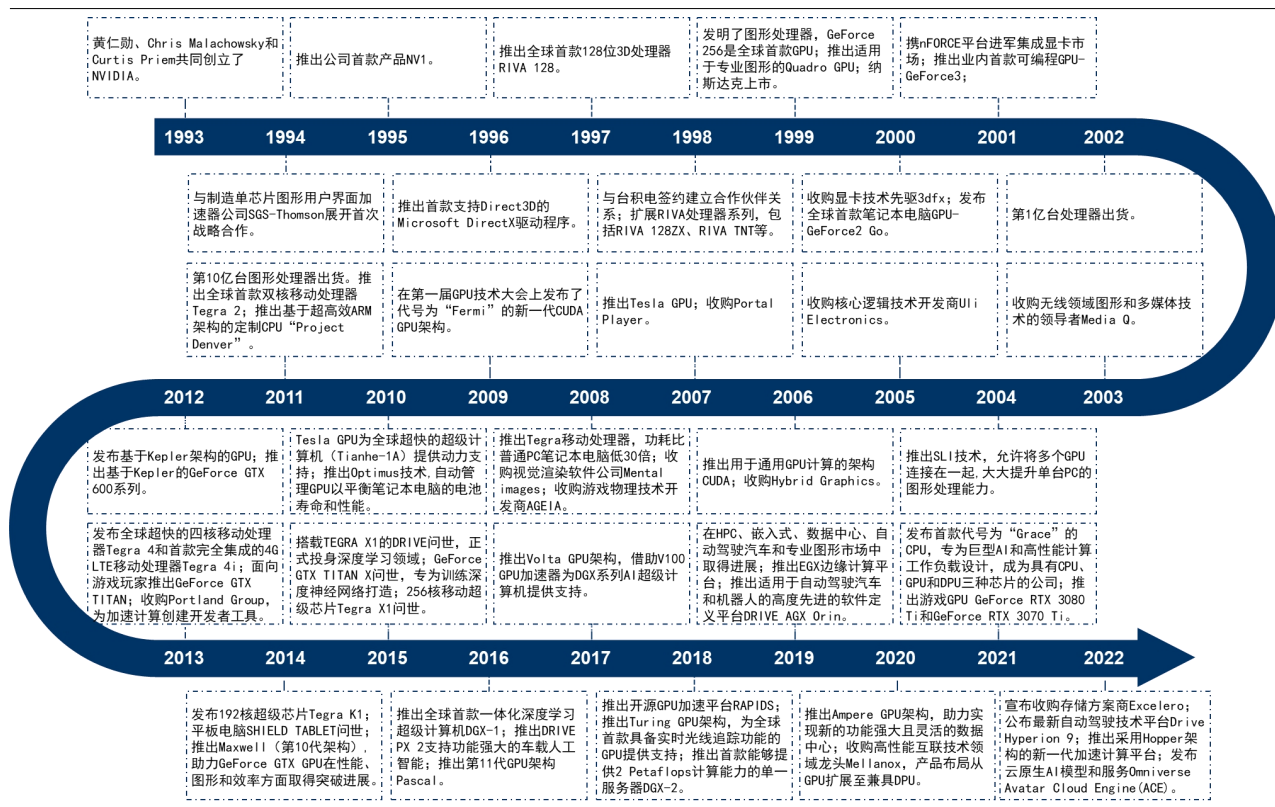 黄仁勋、Chris Malachowsky和
Curtis Priem共同创立了
NVIDIA。
推出公司首款产品NV1。
推出全球首款128位3D处理器
RIVA 128。
发明了图形处理器，GeForce
256是全球首款GPU；推出适用
于专业图形的Quadro GPU；纳
斯达克上市。
携nFORCE平台进军集成显卡市
场；推出业内首款可编程GPU-
GeForce3；
1993 1994 1995 1996 1997 1998 1999 2000 2001 2002
与制造单芯片图形用户界面加
速器公司SGS-Thomson展开首次
战略合作。
推出首款支持Direct3D的
Microsoft DirectX驱动程序。
与台积电签约建立合作伙伴关
系；扩展RIVA处理器系列，包
括RIVA 128ZX、RIVA TNT等。
收购显卡技术先驱3dfx；发布
全球首款笔记本电脑GPU-
GeForce2 Go。
第1亿台处理器出货。
第10亿台图形处理器出货。推
出全球首款双核移动处理器
Tegra 2；推出基于超高效ARM
架构的定制CPU“Project
Denver”。
在第一届GPU技术大会上发布了
代号为“Fermi”的新一代CUDA
GPU架构。
推出Tesla GPU；收购Portal
Player。
收购核心逻辑技术开发商Uli
Electronics。
收购无线领域图形和多媒体技
术的领导者Media Q。
2012 2011 2010 2009 2008 2007 2006 2005 2004 2003
发布基于Kepler架构的GPU；推
出基于Kepler的GeForce GTX
600系列。
Tesla GPU为全球超快的超级计
算机（Tianhe-1A）提供动力支
持；推出Optimus技术,自动管
理GPU以平衡笔记本电脑的电池
寿命和性能。
推出Tegra移动处理器，功耗比
普通PC笔记本电脑低30倍；收
购视觉渲染软件公司Mental
images；收购游戏物理技术开
发商AGEIA。
推出用于通用GPU计算的架构
CUDA；收购Hybrid Graphics。
推出SLI技术，允许将多个GPU
连接在一起,大大提升单台PC的
图形处理能力。
发布全球超快的四核移动处理
器Tegra 4和首款完全集成的4G
LTE移动处理器Tegra 4i；面向
游戏玩家推出GeForce GTX
TITAN；收购Portland Group，
为加速计算创建开发者工具。
搭载TEGRA X1的DRIVE问世，正
式投身深度学习领域；GeForce
GTX TITAN X问世，专为训练深
度神经网络打造；256核移动超
级芯片Tegra X1问世。
推出Volta GPU架构，借助V100
GPU加速器为DGX系列AI超级计
算机提供支持。
在HPC、嵌入式、数据中心、自
动驾驶汽车和专业图形市场中
取得进展；推出EGX边缘计算平
台；推出适用于自动驾驶汽车
和机器人的高度先进的软件定
义平台DRIVE AGX Orin。
发布首款代号为“Grace”的
CPU，专为巨型AI和高性能计算
工作负载设计，成为具有CPU、
GPU和DPU三种芯片的公司；推
出游戏GPU GeForce RTX 3080
Ti和GeForce RTX 3070 Ti。
2013 2014 2015 2016 2017 2018 2019 2020 2021 2022
发布192核超级芯片Tegra K1；
平板电脑SHIELD TABLET问世；
推出Maxwell（第10代架构）,
助力GeForce GTX GPU在性能、
图形和效率方面取得突破进展。
推出全球首款一体化深度学习
超级计算机DGX-1；推出DRIVE
PX 2支持功能强大的车载人工
智能；推出第11代GPU架构
Pascal。
推出开源GPU加速平台RAPIDS；
推出Turing GPU架构，为全球
首款具备实时光线追踪功能的
GPU提供支持；推出首款能够提
供2 Petaflops计算能力的单一
服务器DGX-2。
推出Ampere GPU架构，助力实
现新的功能强大且灵活的数据
中心；收购高性能互联技术领
域龙头Mellanox，产品布局从
GPU扩展至兼具DPU。
宣布收购存储方案商Excelero；
公布最新自动驾驶技术平台Drive
Hyperion 9；推出采用Hopper架
构的新一代加速计算平台；发布
云原生AI模型和服务Omniverse
Avatar Cloud Engine(ACE)。